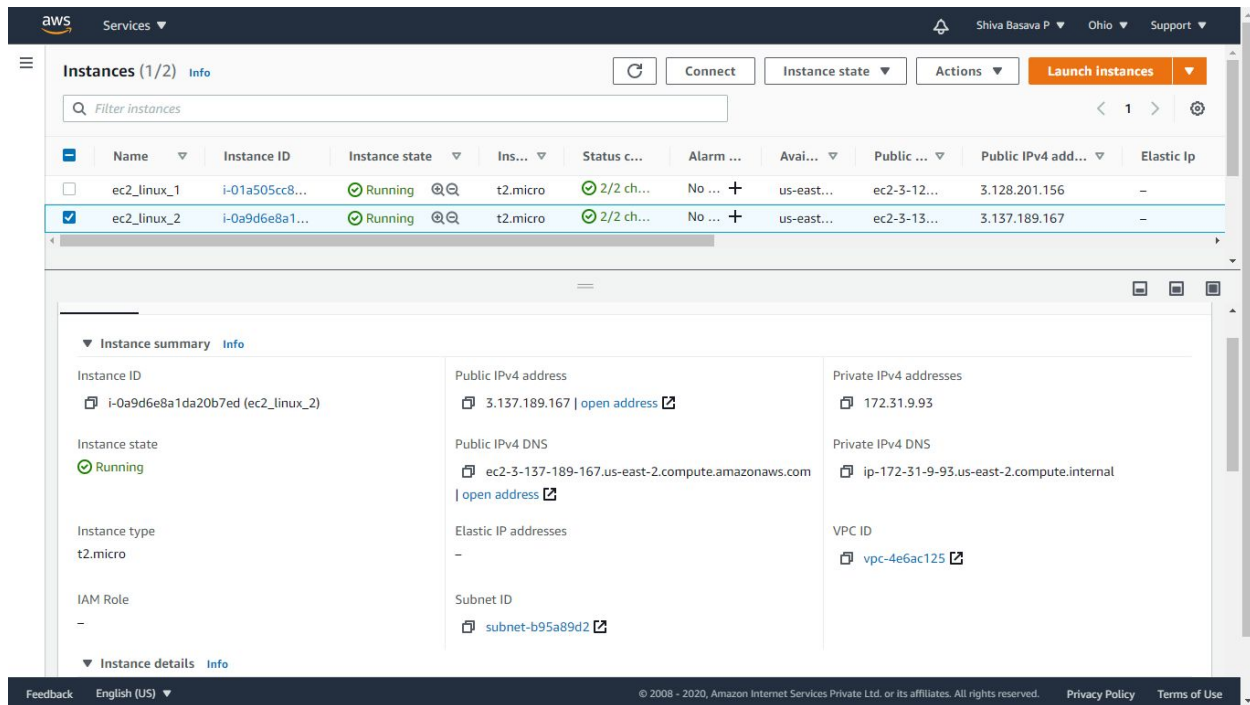 aws Services ▼ Shiva Basava P ▼ Ohio ▼ Support ▼
Instances (1/2) Info Connect Instance state ▼ Actions ▼ Launch instances ▼
Filter instances < 1 >
Name Instance ID Instance state Ins... Status c... Alarm ... Avai... Public ... Public IPv4 add... Elastic Ip
ec2_linux_1 i-01a505cc8... Running t2.micro 2/2 ch... No ... + us-east... ec2-3-12... 3.128.201.156 –
ec2_linux_2 i-0a9d6e8a1... Running t2.micro 2/2 ch... No ... + us-east... ec2-3-13... 3.137.189.167 –
▼ Instance summary Info
Instance ID Public IPv4 address Private IPv4 addresses
i-0a9d6e8a1da20b7ed (ec2_linux_2) 3.137.189.167 | open address 172.31.9.93
Instance state Public IPv4 DNS Private IPv4 DNS
Running ec2-3-137-189-167.us-east-2.compute.amazonaws.com ip-172-31-9-93.us-east-2.compute.internal
| open address
Instance type Elastic IP addresses VPC ID
t2.micro – vpc-4e6ac125
IAM Role Subnet ID
– subnet-b95a89d2
▼ Instance details Info
Feedback English (US) ▼ © 2008 - 2020, Amazon Internet Services Private Ltd. or its affiliates. All rights reserved. Privacy Policy Terms of Use